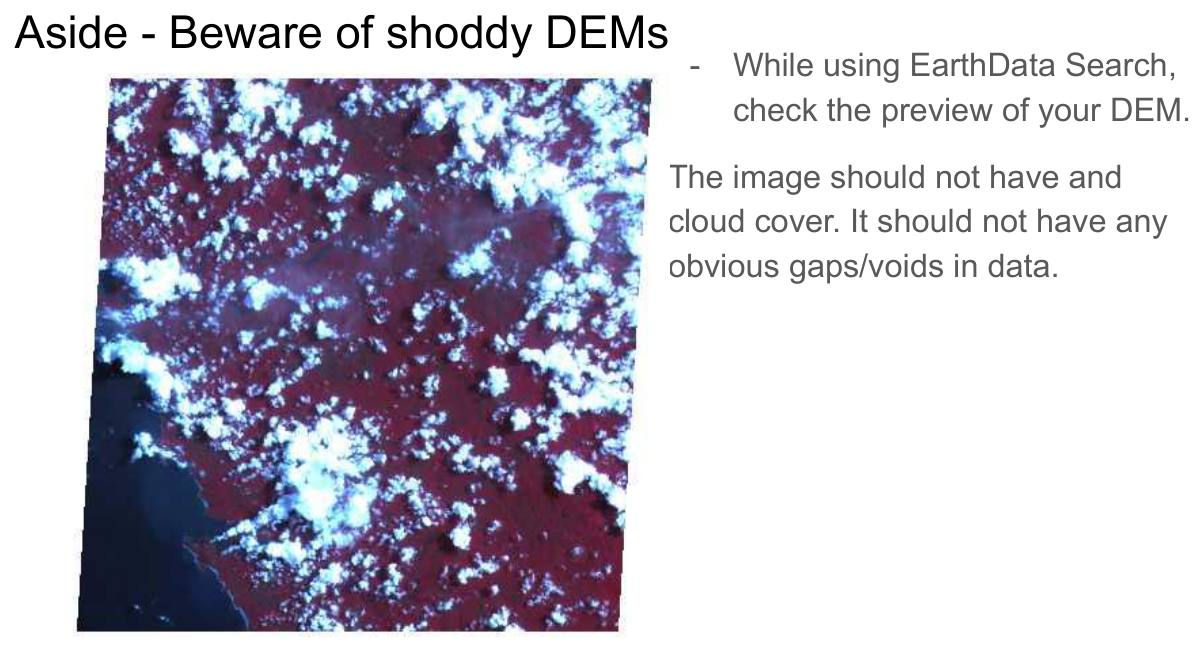 Aside - Beware of shoddy DEMs
- While using EarthData Search,
check the preview of your DEM.
The image should not have and
cloud cover. It should not have any
obvious gaps/voids in data.